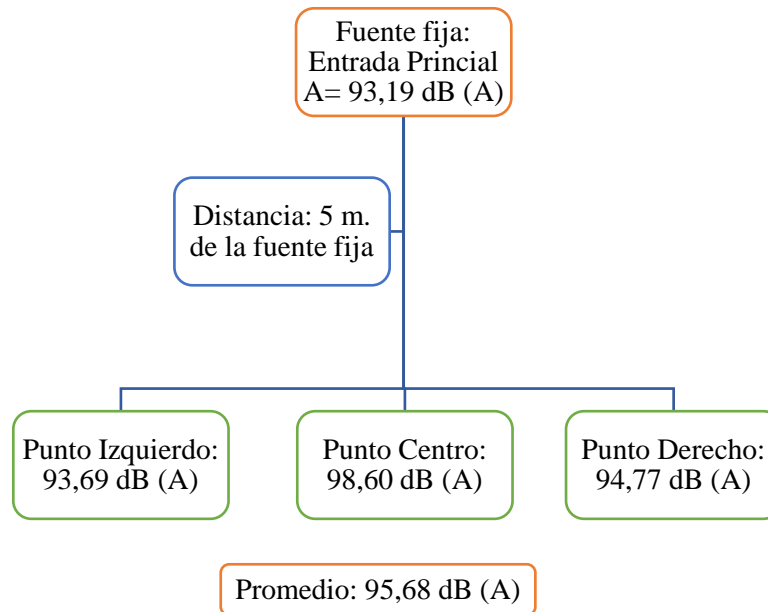 Fuente fija:
Entrada Princial
A= 93,19 dB (A)
Distancia: 5 m.
de la fuente fija
Punto Izquierdo:
93,69 dB (A)
Punto Centro:
98,60 dB (A)
Punto Derecho:
94,77 dB (A)
Promedio: 95,68 dB (A)